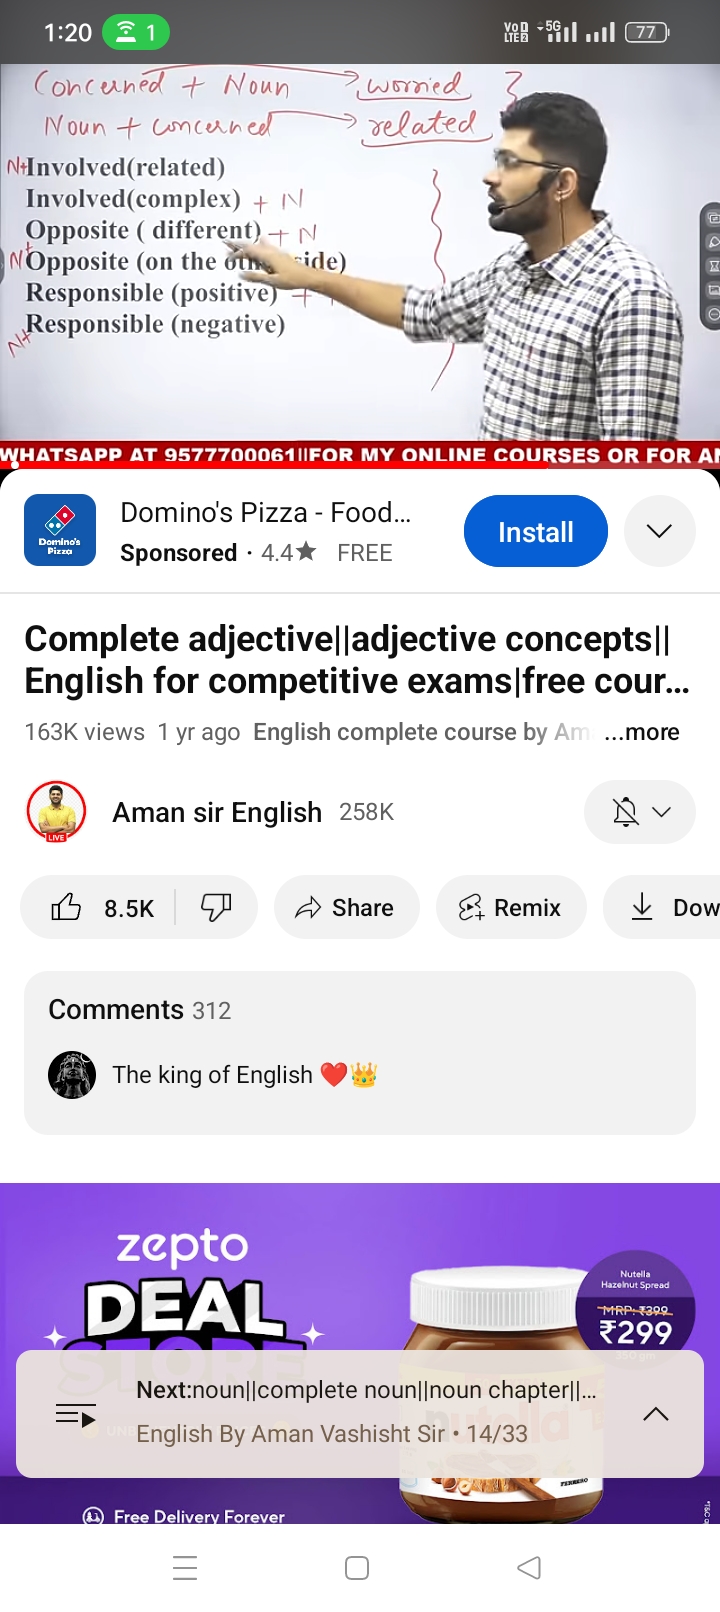 1:20 1 VoD LTE2 5G 77
Concerned + Noun worried
Noun + concerned related
N+Involved(related)
Involved(complex) + N
Opposite ( different) + N
N+Opposite (on the side)
Responsible (positive) +
N+Responsible (negative)
WHATSAPP AT 9577700061||FOR MY ONLINE COURSES OR FOR
Domino's Pizza
Domino's Pizza - Food...
Sponsored · 4.4★ FREE
Install
Complete adjective||adjective concepts||
English for competitive exams|free cour...
163K views 1 yr ago English complete course by Am ...more
LIVE
Aman sir English 258K
8.5K Share Remix Dow
Comments 312
The king of English ❤️👑
zepto
DEAL
STORE
Nutella
Hazelnut Spread
MRP: ₹399
₹299
Next:noun||complete noun||noun chapter||...
English By Aman Vashisht Sir • 14/33
nutella
FERRERO
Free Delivery Forever